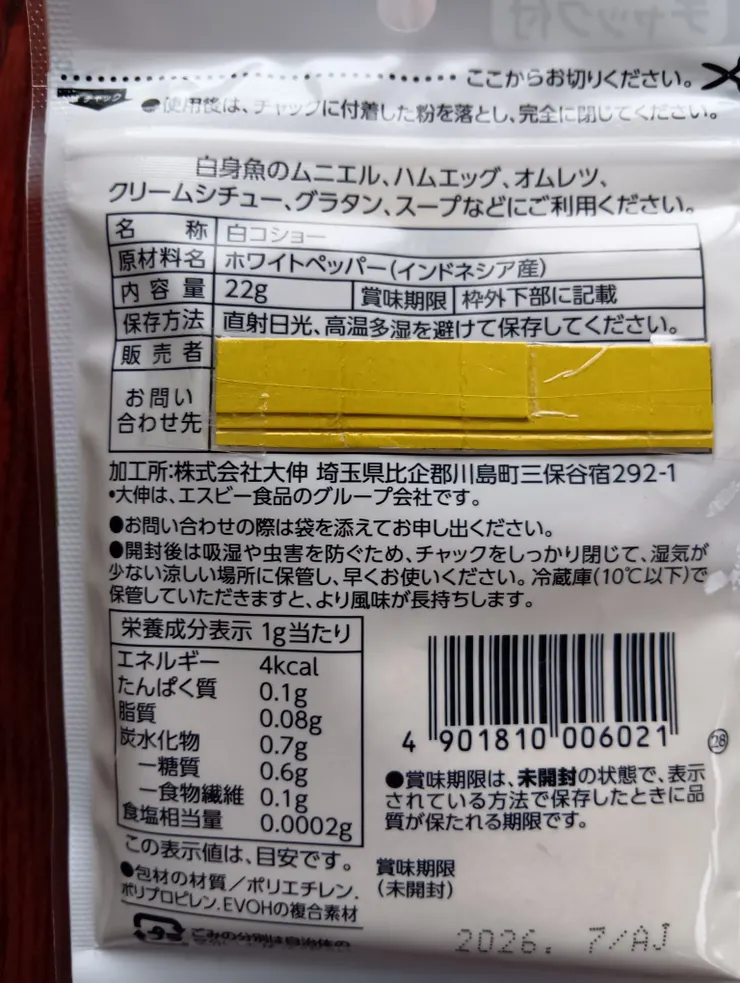 ここからお切りください。
チャック
●使用後は、チャックに付着した粉を落とし、完全に閉じてください。
白身魚のムニエル、ハムエッグ、オムレツ、
クリームシチュー、グラタン、スープなどにご利用ください。
名称 白コショー
原材料名 ホワイトペッパー(インドネシア産)
内容量 22g 賞味期限 枠外下部に記載
保存方法 直射日光、高温多湿を避けて保存してください。
販売者
お問い
合わせ先
加工所:株式会社大伸 埼玉県比企郡川島町三保谷宿292-1
•大伸は、エスビー食品のグループ会社です。
●お問い合わせの際は袋を添えてお申し出ください。
●開封後は吸湿や虫害を防ぐため、チャックをしっかり閉じて、湿気が
少ない涼しい場所に保管し、早くお使いください。冷蔵庫(10℃以下)で
保管していただきますと、より風味が長持ちします。
栄養成分表示 1g当たり
エネルギー 4kcal
たんぱく質 0.1g
脂質 0.08g
炭水化物 0.7g
－糖質 0.6g
－食物繊維 0.1g
食塩相当量 0.0002g
この表示値は、目安です。
●包材の材質／ポリエチレン.
ポリプロピレン.EVOHの複合素材
4 901810 006021
28
●賞味期限は、未開封の状態で、表示
されている方法で保存したときに品
質が保たれる期限です。
賞味期限
(未開封)
2026. 7/AJ